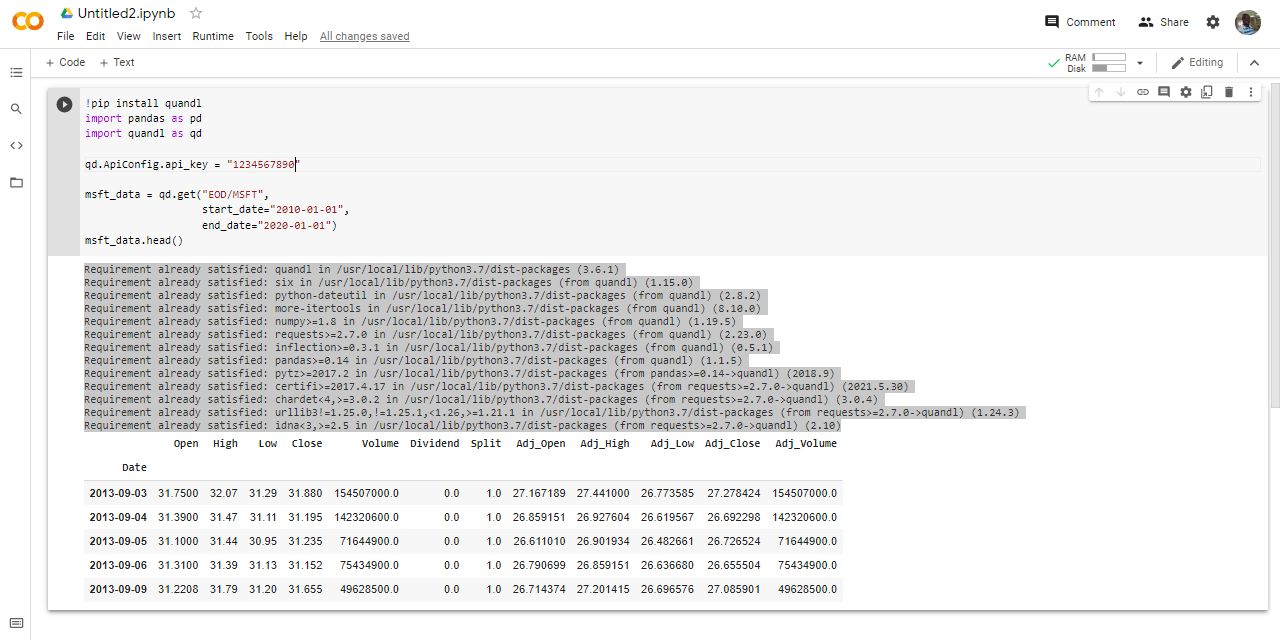 Untitled2.ipynb
File Edit View Insert Runtime Tools Help All changes saved
Comment Share
+ Code + Text
RAM
Disk
Editing
!pip install quandl
import pandas as pd
import quandl as qd
qd.ApiConfig.api_key = "1234567890"
msft_data = qd.get("EOD/MSFT",
start_date="2010-01-01",
end_date="2020-01-01")
msft_data.head()
Requirement already satisfied: quandl in /usr/local/lib/python3.7/dist-packages (3.6.1)
Requirement already satisfied: six in /usr/local/lib/python3.7/dist-packages (from quandl) (1.15.0)
Requirement already satisfied: python-dateutil in /usr/local/lib/python3.7/dist-packages (from quandl) (2.8.2)
Requirement already satisfied: more-itertools in /usr/local/lib/python3.7/dist-packages (from quandl) (8.10.0)
Requirement already satisfied: numpy>=1.8 in /usr/local/lib/python3.7/dist-packages (from quandl) (1.19.5)
Requirement already satisfied: requests>=2.7.0 in /usr/local/lib/python3.7/dist-packages (from quandl) (2.23.0)
Requirement already satisfied: inflection>=0.3.1 in /usr/local/lib/python3.7/dist-packages (from quandl) (0.5.1)
Requirement already satisfied: pandas>=0.14 in /usr/local/lib/python3.7/dist-packages (from quandl) (1.1.5)
Requirement already satisfied: pytz>=2017.2 in /usr/local/lib/python3.7/dist-packages (from pandas>=0.14->quandl) (2018.9)
Requirement already satisfied: certifi>=2017.4.17 in /usr/local/lib/python3.7/dist-packages (from requests>=2.7.0->quandl) (2021.5.30)
Requirement already satisfied: chardet<4,>=3.0.2 in /usr/local/lib/python3.7/dist-packages (from requests>=2.7.0->quandl) (3.0.4)
Requirement already satisfied: urllib3!=1.25.0,!=1.25.1,<1.26,>=1.21.1 in /usr/local/lib/python3.7/dist-packages (from requests>=2.7.0->quandl) (1.24.3)
Requirement already satisfied: idna<3,>=2.5 in /usr/local/lib/python3.7/dist-packages (from requests>=2.7.0->quandl) (2.10)
Open High Low Close Volume Dividend Split Adj_Open Adj_High Adj_Low Adj_Close Adj_Volume
Date
2013-09-03 31.7500 32.07 31.29 31.880 154507000.0 0.0 1.0 27.167189 27.441000 26.773585 27.278424 154507000.0
2013-09-04 31.3900 31.47 31.11 31.195 142320600.0 0.0 1.0 26.859151 26.927604 26.619567 26.692298 142320600.0
2013-09-05 31.1000 31.44 30.95 31.235 71644900.0 0.0 1.0 26.611010 26.901934 26.482661 26.726524 71644900.0
2013-09-06 31.3100 31.39 31.13 31.152 75434900.0 0.0 1.0 26.790699 26.859151 26.636680 26.655504 75434900.0
2013-09-09 31.2208 31.79 31.20 31.655 49628500.0 0.0 1.0 26.714374 27.201415 26.696576 27.085901 49628500.0